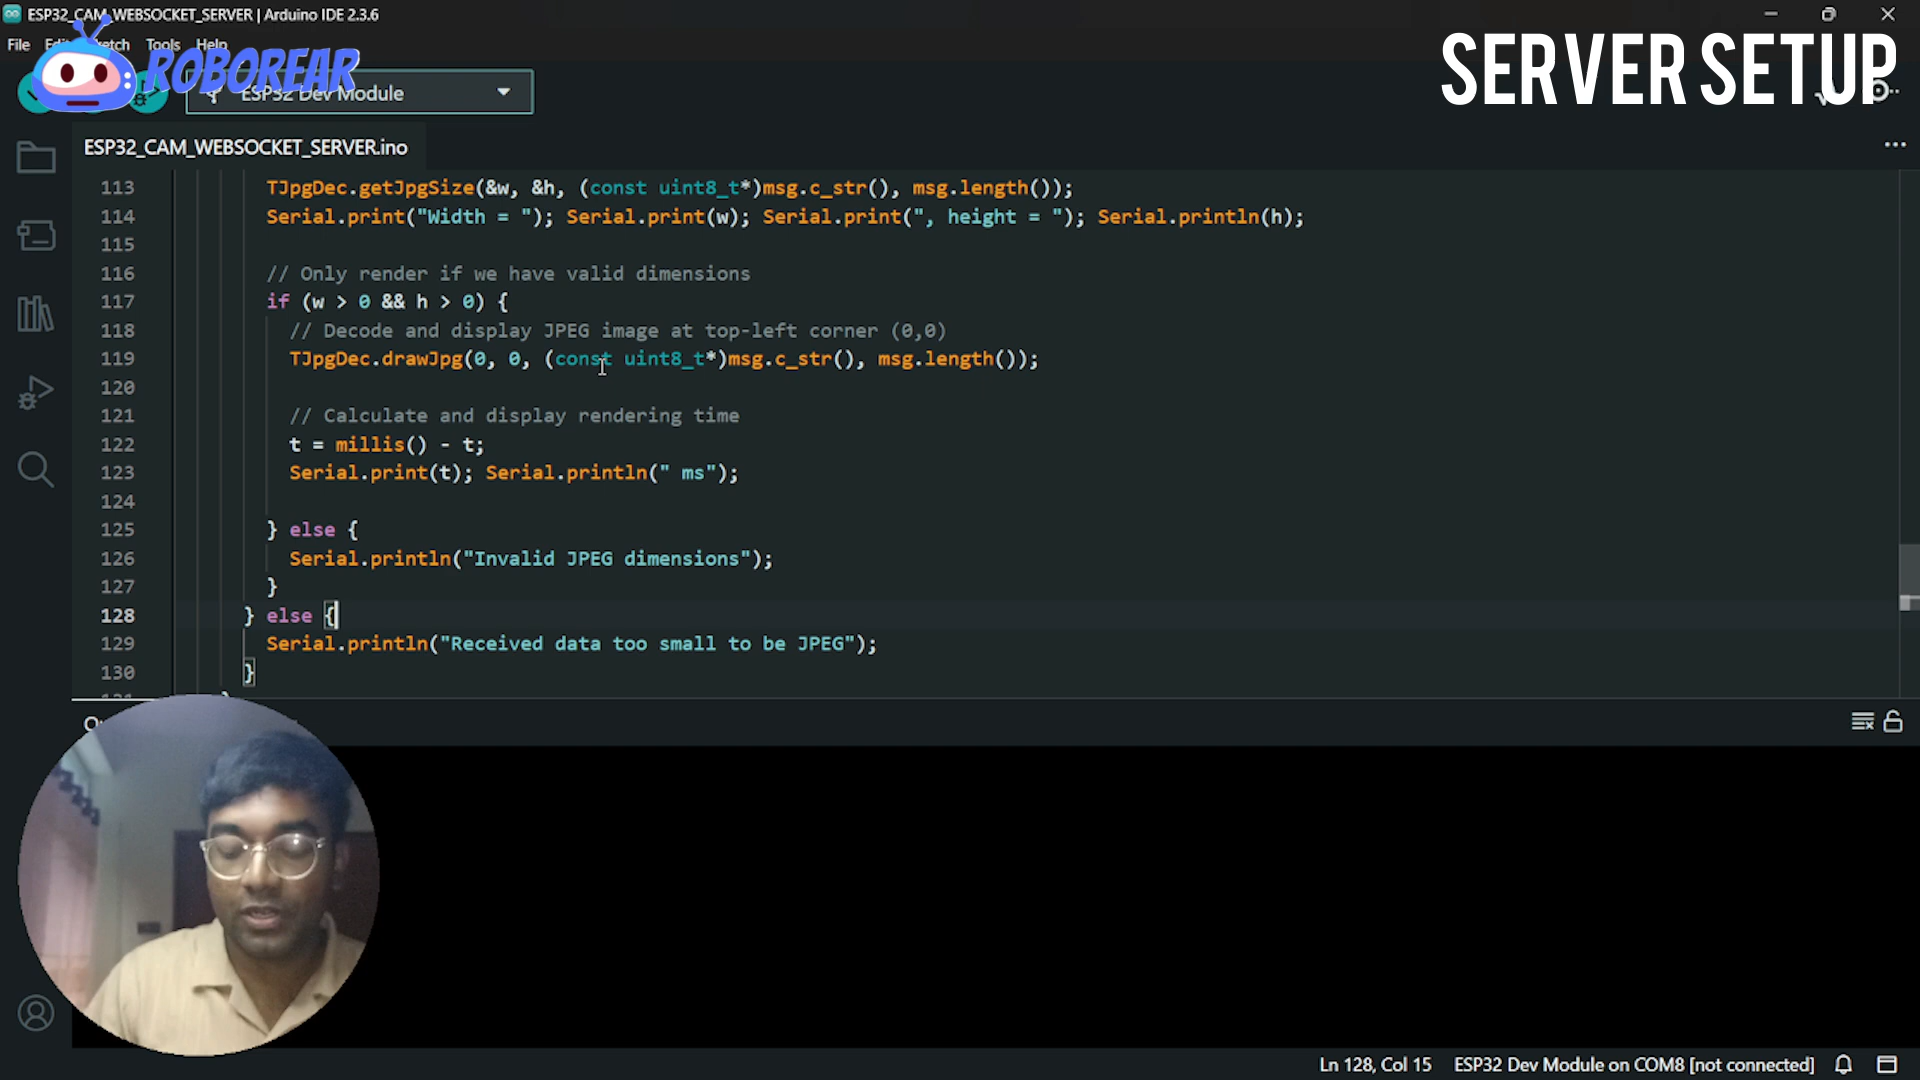 ESP32_CAM_WEBSOCKET_SERVER | Arduino IDE 2.3.6
File
Tools
Help
ROBOREAR
SERVER SETUP
ESP32 Dev Module
ESP32_CAM_WEBSOCKET_SERVER.ino
113 TJpgDec.getJpgSize(&w, &h, (const uint8_t*)msg.c_str(), msg.length());
114 Serial.print("Width = "); Serial.print(w); Serial.print(", height = "); Serial.println(h);
115
116 // Only render if we have valid dimensions
117 if (w > 0 && h > 0) {
118 // Decode and display JPEG image at top-left corner (0,0)
119 TJpgDec.drawJpg(0, 0, (const uint8_t*)msg.c_str(), msg.length());
120
121 // Calculate and display rendering time
122 t = millis() - t;
123 Serial.print(t); Serial.println(" ms");
124
125 } else {
126 Serial.println("Invalid JPEG dimensions");
127 }
128 } else {
129 Serial.println("Received data too small to be JPEG");
130 }
Ln 128, Col 15 ESP32 Dev Module on COM8 [not connected]